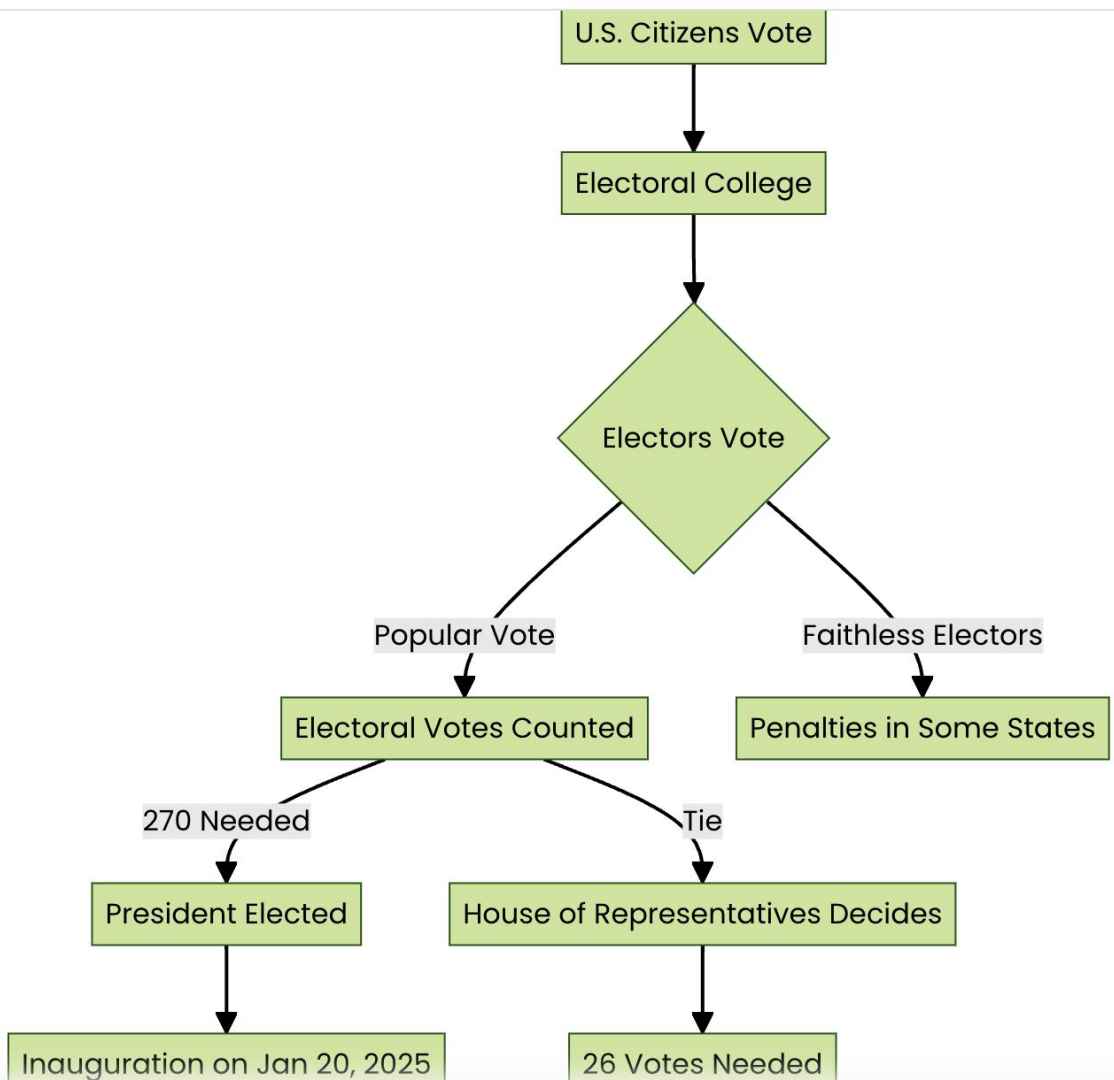 U.S. Citizens Vote
Electoral College
Electors Vote
Popular Vote
Faithless Electors
Electoral Votes Counted
Penalties in Some States
270 Needed
Tie
President Elected
House of Representatives Decides
Inauguration on Jan 20, 2025
26 Votes Needed